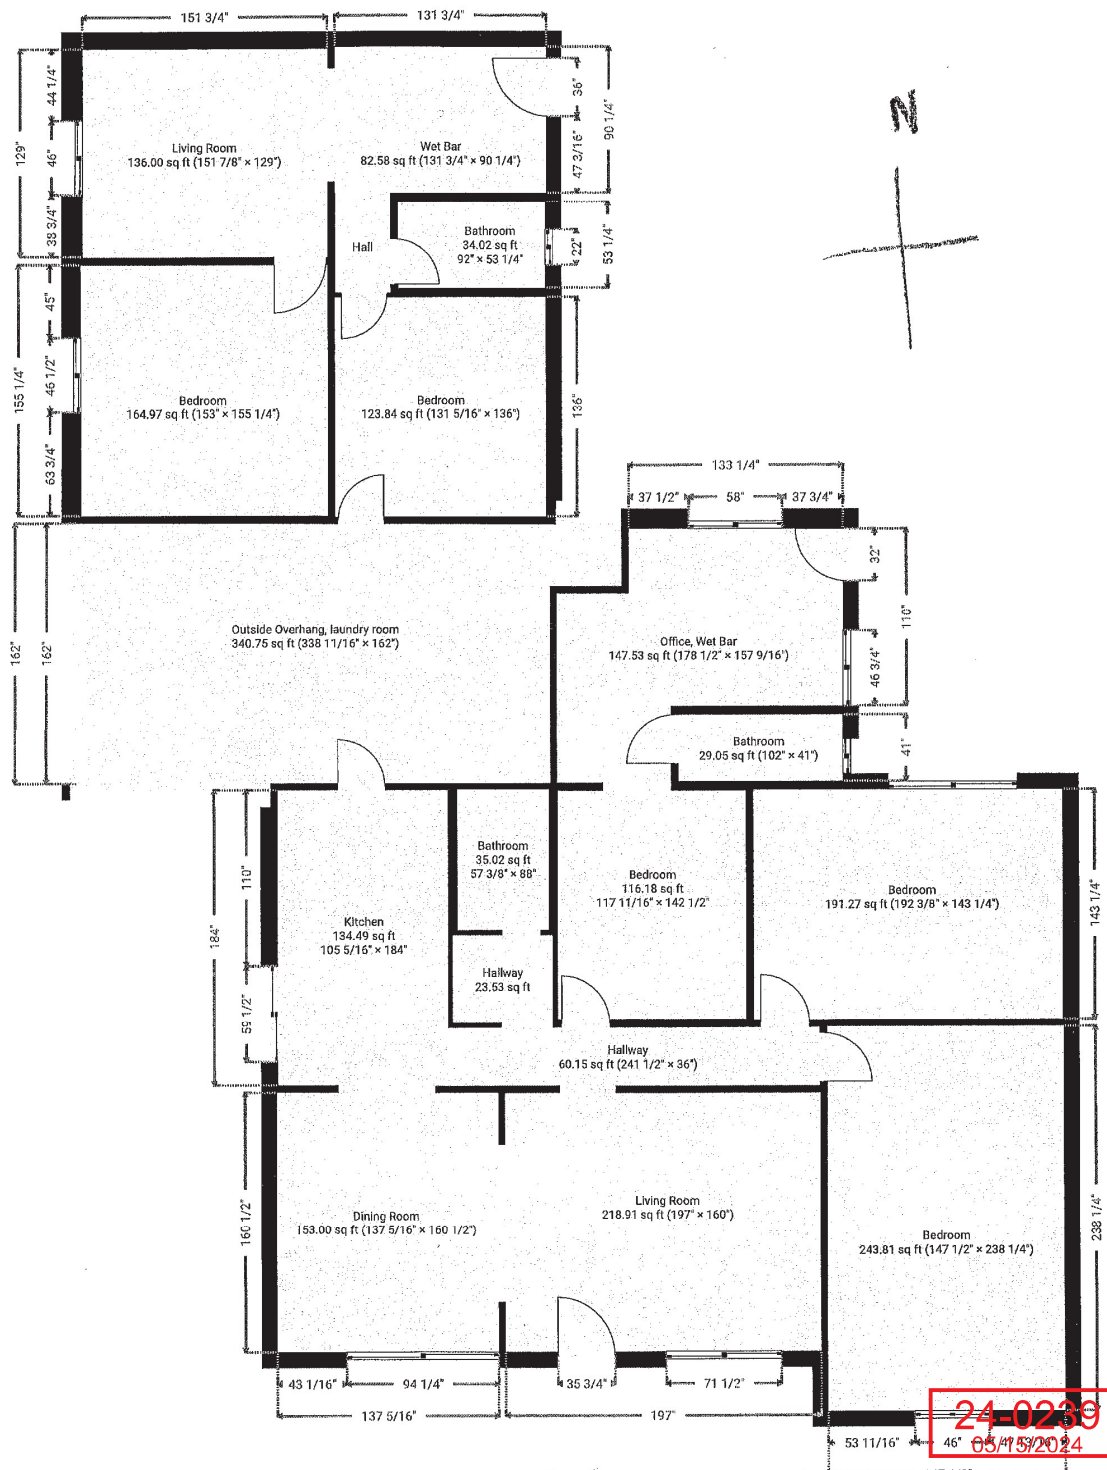 151 3/4"
131 3/4"
129"
44 1/4"
46"
38 3/4"
Living Room
136.00 sq ft (151 7/8" × 129")
Wet Bar
82.58 sq ft (131 3/4" × 90 1/4")
36"
47 3/16"
90 1/4"
N
Hall
Bathroom
34.02 sq ft
92" × 53 1/4"
22"
53 1/4"
155 1/4"
45"
46 1/2"
63 3/4"
Bedroom
164.97 sq ft (153" × 155 1/4")
Bedroom
123.84 sq ft (131 5/16" × 136")
136"
133 1/4"
37 1/2"
58"
37 3/4"
32"
110"
46 3/4"
162"
162"
Outside Overhang, laundry room
340.75 sq ft (338 11/16" × 162")
Office, Wet Bar
147.53 sq ft (178 1/2" × 157 9/16")
Bathroom
29.05 sq ft (102" × 41")
41"
184"
110"
59 1/2"
Kitchen
134.49 sq ft
105 5/16" × 184"
Bathroom
35.02 sq ft
57 3/8" × 88"
Hallway
23.53 sq ft
Bedroom
116.18 sq ft
117 11/16" × 142 1/2"
Bedroom
191.27 sq ft (192 3/8" × 143 1/4")
143 1/4"
Hallway
60.15 sq ft (241 1/2" × 36")
160 1/2"
Dining Room
153.00 sq ft (137 5/16" × 160 1/2")
Living Room
218.91 sq ft (197" × 160")
Bedroom
243.81 sq ft (147 1/2" × 238 1/4")
238 1/4"
43 1/16"
94 1/4"
35 3/4"
71 1/2"
137 5/16"
197"
53 11/16"
46"
24-0239
05/15/2024